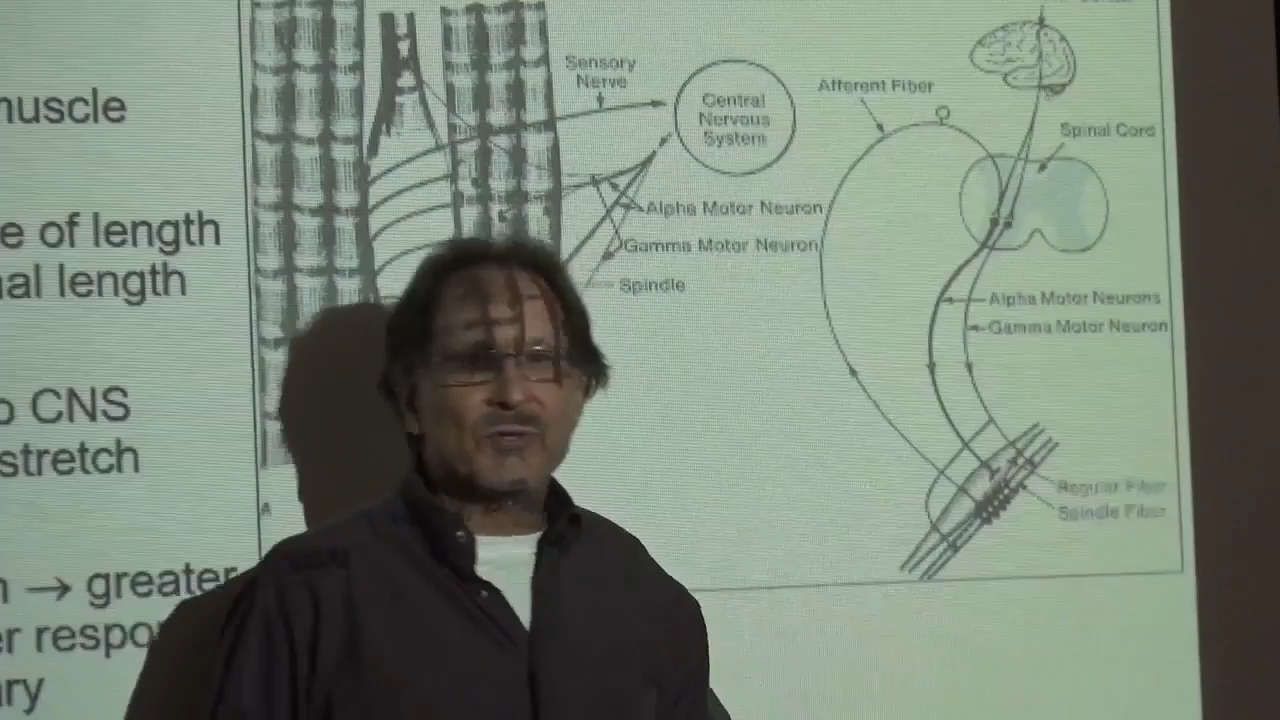 muscle
e of length
nal length
o CNS
stretch
→ greater
er respo
ary
Sensory
Nerve
Central
Nervous
System
Alpha Motor Neuron
Gamma Motor Neuron
Spindle
A
Afferent Fiber
Spinal Cord
Alpha Motor Neurons
Gamma Motor Neuron
Regular Fiber
Spindle Fiber